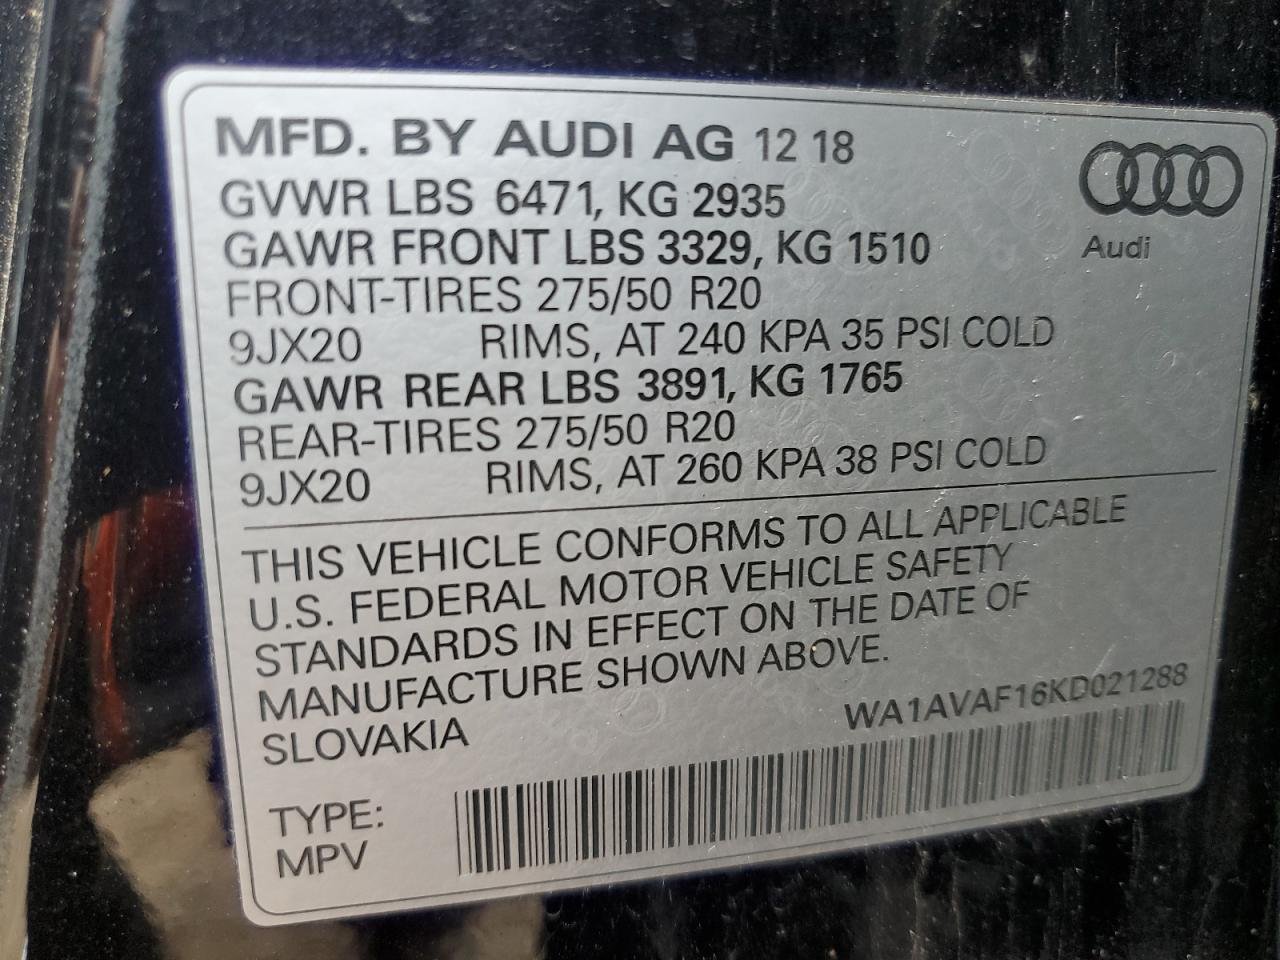 MFD. BY AUDI AG 12 18
GVWR LBS 6471, KG 2935
GAWR FRONT LBS 3329, KG 1510
FRONT-TIRES 275/50 R20
9JX20 RIMS, AT 240 KPA 35 PSI COLD
GAWR REAR LBS 3891, KG 1765
REAR-TIRES 275/50 R20
9JX20 RIMS, AT 260 KPA 38 PSI COLD
Audi
THIS VEHICLE CONFORMS TO ALL APPLICABLE
U.S. FEDERAL MOTOR VEHICLE SAFETY
STANDARDS IN EFFECT ON THE DATE OF
MANUFACTURE SHOWN ABOVE.
SLOVAKIA
WA1AVAF16KD021288
TYPE:
MPV